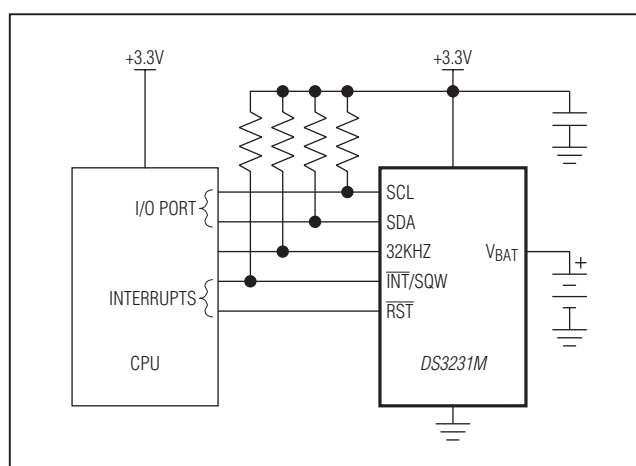 +3.3V
+3.3V
I/O PORT
SCL
SDA
32KHZ
VBAT
+
INTERRUPTS
INT/SQW
RST
CPU
DS3231M